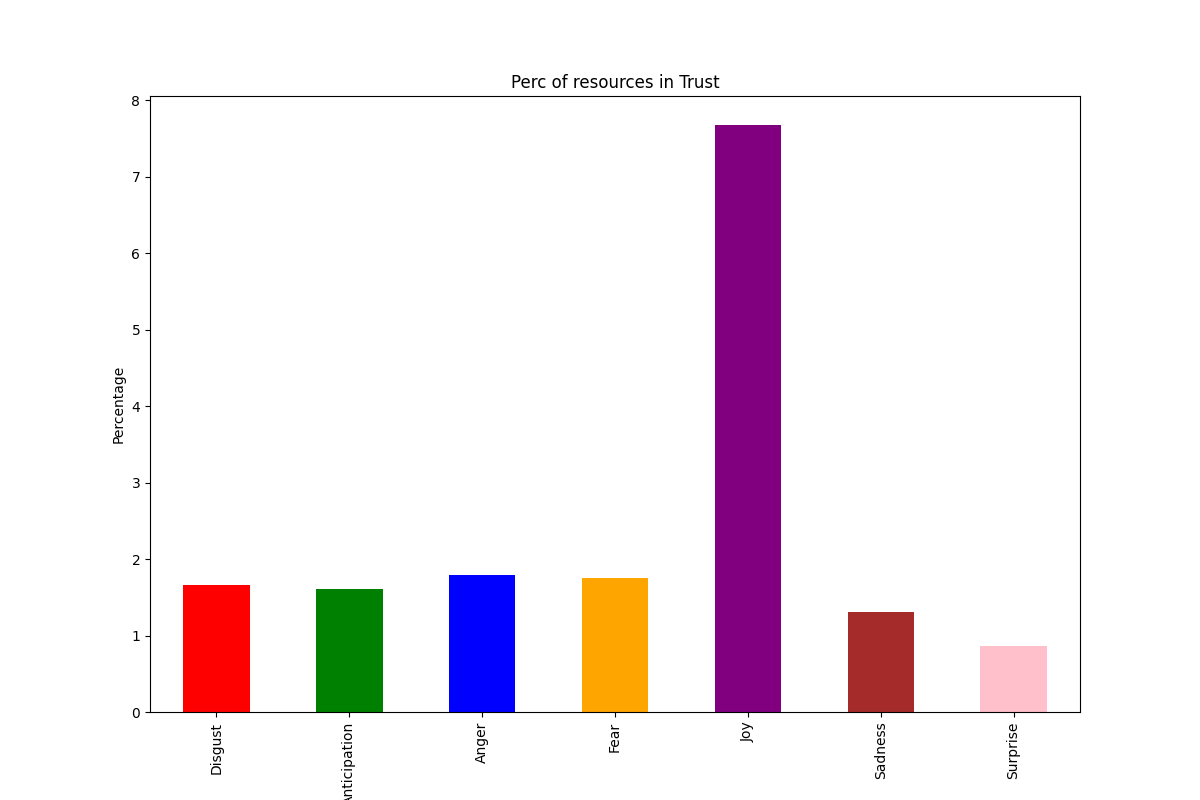 Perc of resources in Trust
8
7
6
5
4
3
2
1
0
Percentage
Disgust
nticipation
Anger
Fear
Joy
Sadness
Surprise